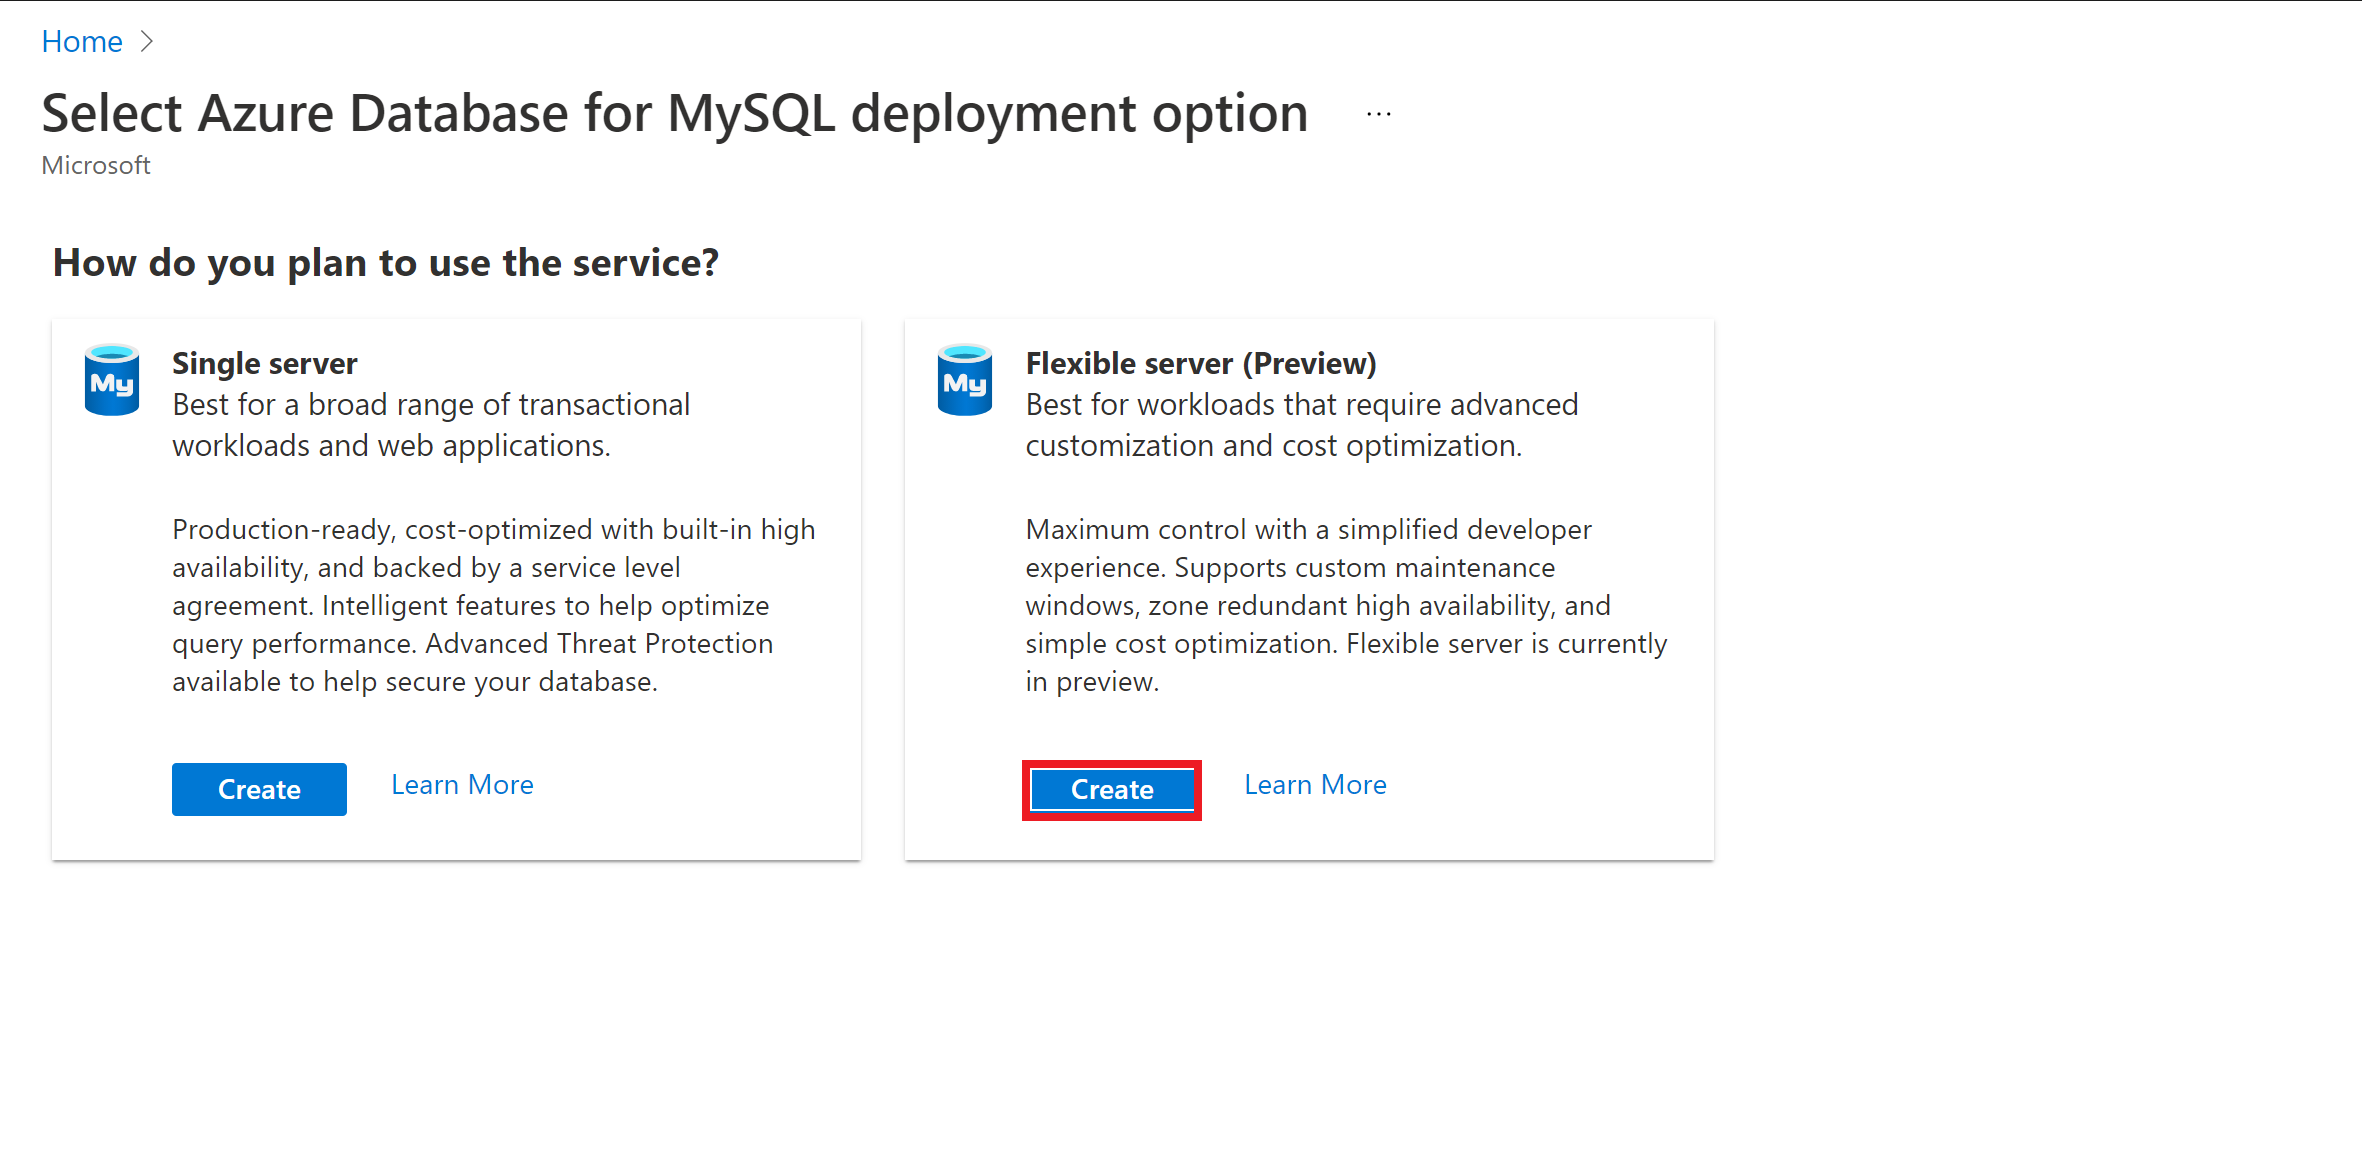 Home
Select Azure Database for MySQL deployment option ...
Microsoft
How do you plan to use the service?
My
Single server
Best for a broad range of transactional
workloads and web applications.
Production-ready, cost-optimized with built-in high
availability, and backed by a service level
agreement. Intelligent features to help optimize
query performance. Advanced Threat Protection
available to help secure your database.
Create
Learn More
My
Flexible server (Preview)
Best for workloads that require advanced
customization and cost optimization.
Maximum control with a simplified developer
experience. Supports custom maintenance
windows, zone redundant high availability, and
simple cost optimization. Flexible server is currently
in preview.
Create
Learn More